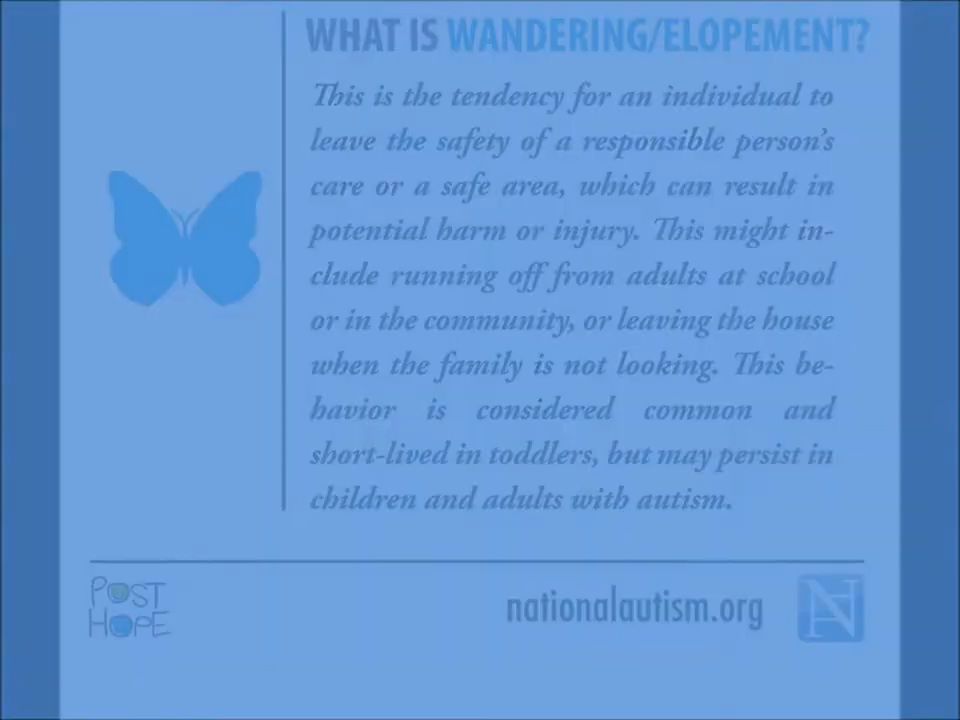 WHAT IS WANDERING/ELOPEMENT?
This is the tendency for an individual to
leave the safety of a responsible person's
care or a safe area, which can result in
potential harm or injury. This might in-
clude running off from adults at school
or in the community, or leaving the house
when the family is not looking. This be-
havior is considered common and
short-lived in toddlers, but may persist in
children and adults with autism.
POST
HOPE
nationalautism.org
NA